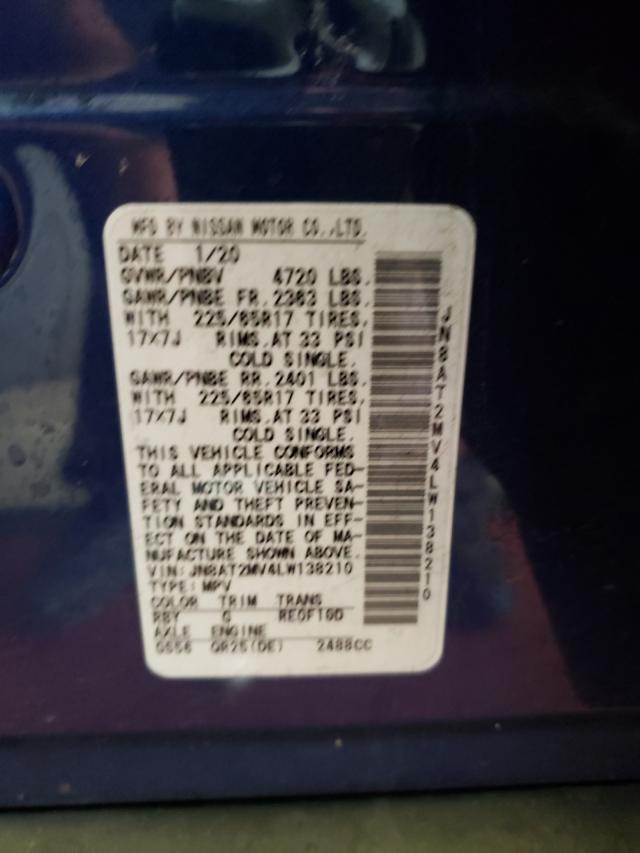 MFD BY NISSAN MOTOR CO.,LTD.
DATE 1/20
GVWR/PNBV 4720 LBS.
GAWR/PNBE FR. 2363 LBS.
WITH 225/65R17 TIRES,
17X7J RIMS.AT 33 PSI
COLD SINGLE.
GAWR/PNBE RR. 2401 LBS.
WITH 225/65R17 TIRES,
17X7J RIMS.AT 33 PSI
COLD SINGLE.
THIS VEHICLE CONFORMS
TO ALL APPLICABLE FED-
ERAL MOTOR VEHICLE SA-
FETY AND THEFT PREVEN-
TION STANDARDS IN EFF-
ECT ON THE DATE OF MA-
NUFACTURE SHOWN ABOVE.
VIN:JN8AT2MV4LW138210
TYPE:MPV
COLOR TRIM TRANS
RBY G RE0F10D
AXLE ENGINE
QR25(DE) 2488CC
JN8AT2MV4LW138210